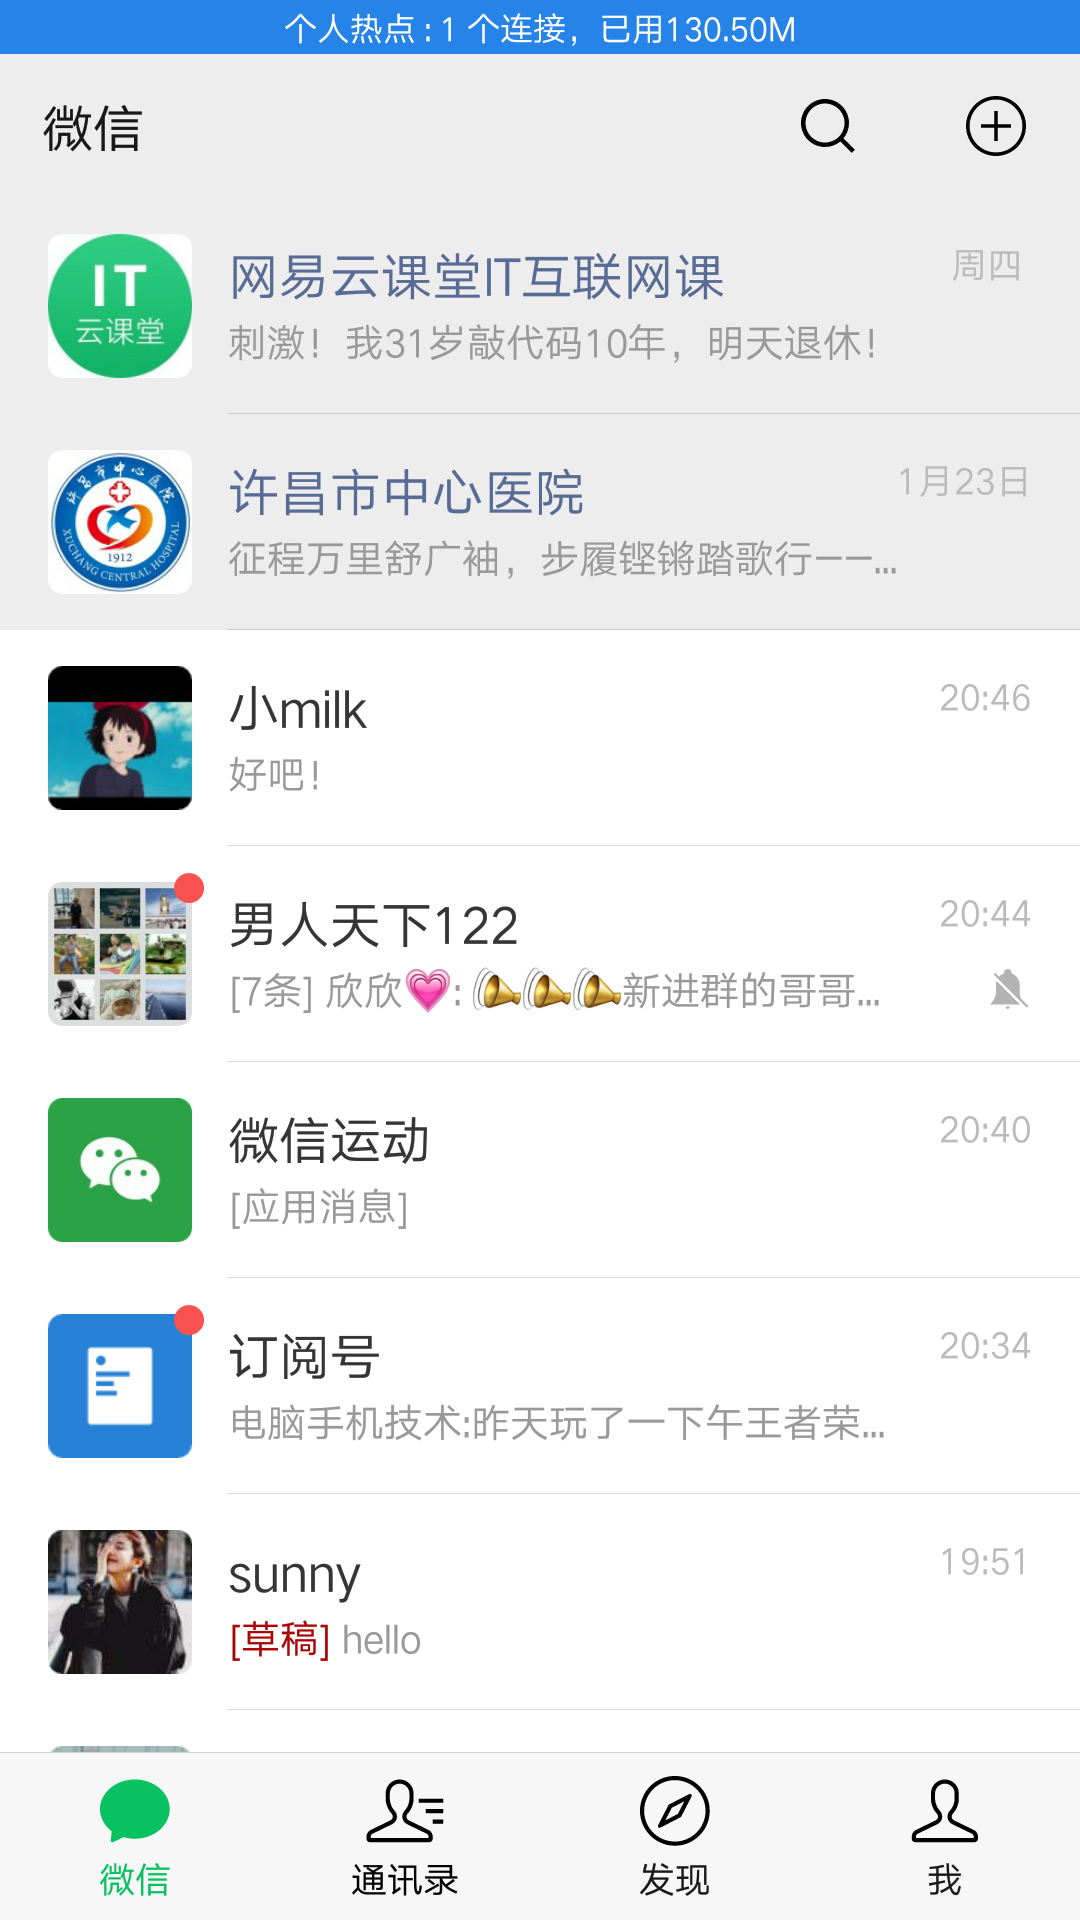 个人热点：1 个连接，已用130.50M
微信
IT
云课堂
网易云课堂IT互联网课
周四
刺激！我31岁敲代码10年，明天退休！
许昌市中心医院
1912
XUCHANG CENTRAL HOSPITAL
许昌市中心医院
1月23日
征程万里舒广袖，步履铿锵踏歌行——...
小milk
20:46
好吧！
男人天下122
20:44
[7条] 欣欣💗: 📯📯📯新进群的哥哥...
微信运动
20:40
[应用消息]
订阅号
20:34
电脑手机技术:昨天玩了一下午王者荣...
sunny
19:51
[草稿] hello
微信
通讯录
发现
我